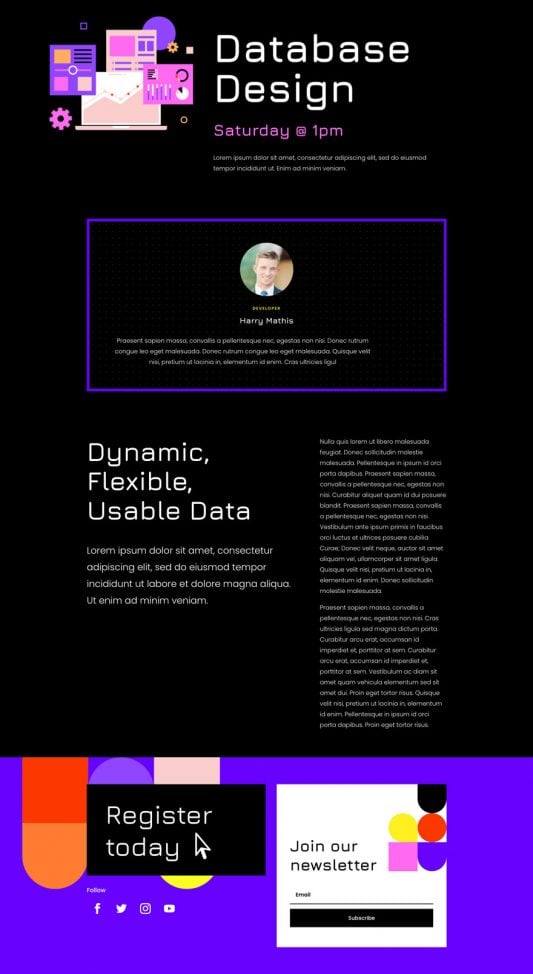 Database
Design
Saturday @ 1pm
Lorem ipsum dolor sit amet, consectetur adipiscing elit, sed do eiusmod
tempor incididunt ut. Enim ad minim veniam.
DEVELOPER
Harry Mathis
Praesent sapien massa, convallis a pellentesque nec, egestas non nisi. Donec rutrum
congue leo eget malesuada. Donec rutrum congue leo eget malesuada. Quisque velit
nisi, pretium ut lacinia in, elementum id enim. Cras ultricies ligul
Dynamic,
Flexible,
Usable Data
Lorem ipsum dolor sit amet, consectetur
adipiscing elit, sed do eiusmod tempor
incididunt ut labore et dolore magna aliqua.
Ut enim ad minim veniam.
Nulla quis lorem ut libero malesuada
feugiat. Donec sollicitudin molestie
malesuada. Pellentesque in ipsum id orci
porta dapibus. Praesent sapien massa,
convallis a pellentesque nec, egestas non
nisi. Curabitur aliquet quam id dui posuere
blandit. Praesent sapien massa, convallis
a pellentesque nec, egestas non nisi.
Vestibulum ante ipsum primis in faucibus
orci luctus et ultrices posuere cubilia
Curae; Donec velit neque, auctor sit amet
aliquam vel, ullamcorper sit amet ligula.
Quisque velit nisi, pretium ut lacinia in,
elementum id enim. Donec sollicitudin
molestie malesuada.
Praesent sapien massa, convallis a
pellentesque nec, egestas non nisi. Cras
ultricies ligula sed magna dictum porta.
Curabitur arcu erat, accumsan id
imperdiet et, porttitor at sem. Curabitur
arcu erat, accumsan id imperdiet et,
porttitor at sem. Vestibulum ac diam sit
amet quam vehicula elementum sed sit
amet dui. Proin eget tortor risus. Quisque
velit nisi, pretium ut lacinia in, elementum
id enim. Pellentesque in ipsum id orci
porta dapibus. Proin eget tortor risus.
Register
today
Follow
Join our
newsletter
Email
Subscribe